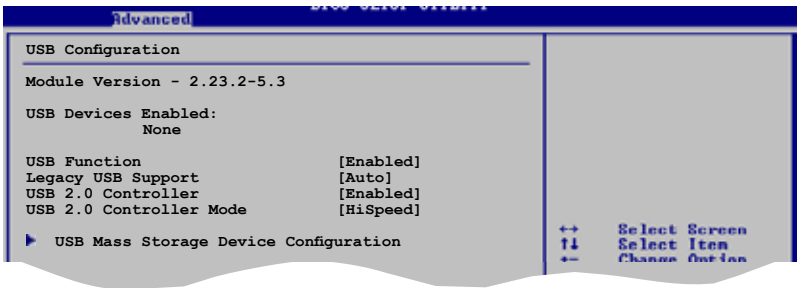 Advanced
USB Configuration
Module Version - 2.23.2-5.3
USB Devices Enabled:
None
USB Function [Enabled]
Legacy USB Support [Auto]
USB 2.0 Controller [Enabled]
USB 2.0 Controller Mode [HiSpeed]
USB Mass Storage Device Configuration
↔ Select Screen
↑↓ Select Item
+- Change Option